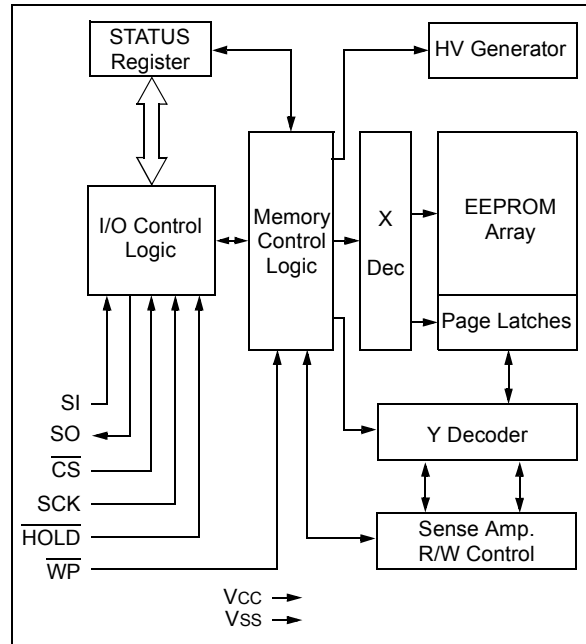 STATUS
Register
HV Generator
I/O Control
Logic
Memory
Control
Logic
X
Dec
EEPROM
Array
Page Latches
SI
SO
CS
SCK
HOLD
WP
Y Decoder
Sense Amp.
R/W Control
VCC
VSS